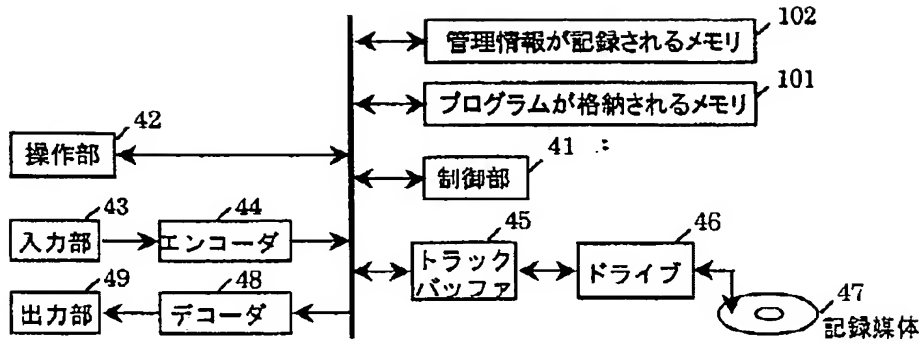 102
管理情報が記録されるメモリ
101
プログラムが格納されるメモリ
42
操作部
41
制御部
43
入力部
44
エンコーダ
45
トラック
バッファ
46
ドライブ
47
記録媒体
49
出力部
48
デコーダ